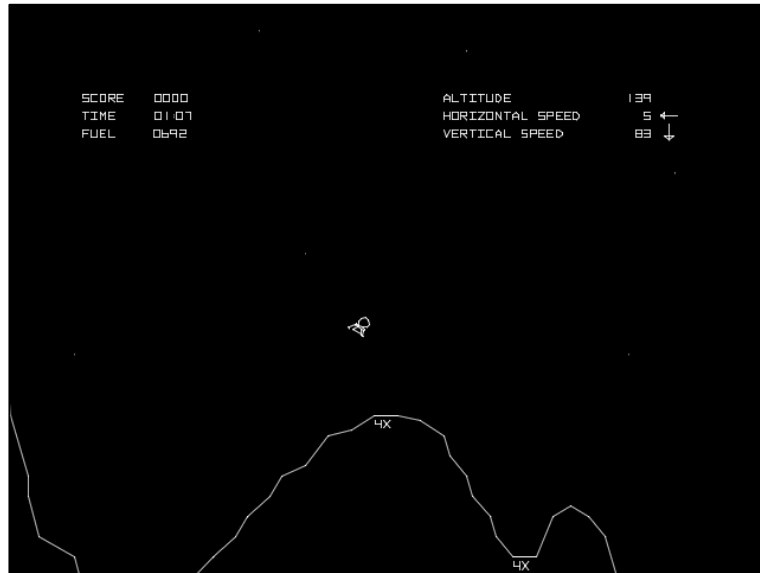 SCORE 0000
TIME 01:07
FUEL 0692
ALTITUDE 139
HORIZONTAL SPEED 5 ←
VERTICAL SPEED 83 ↓
4X
4X